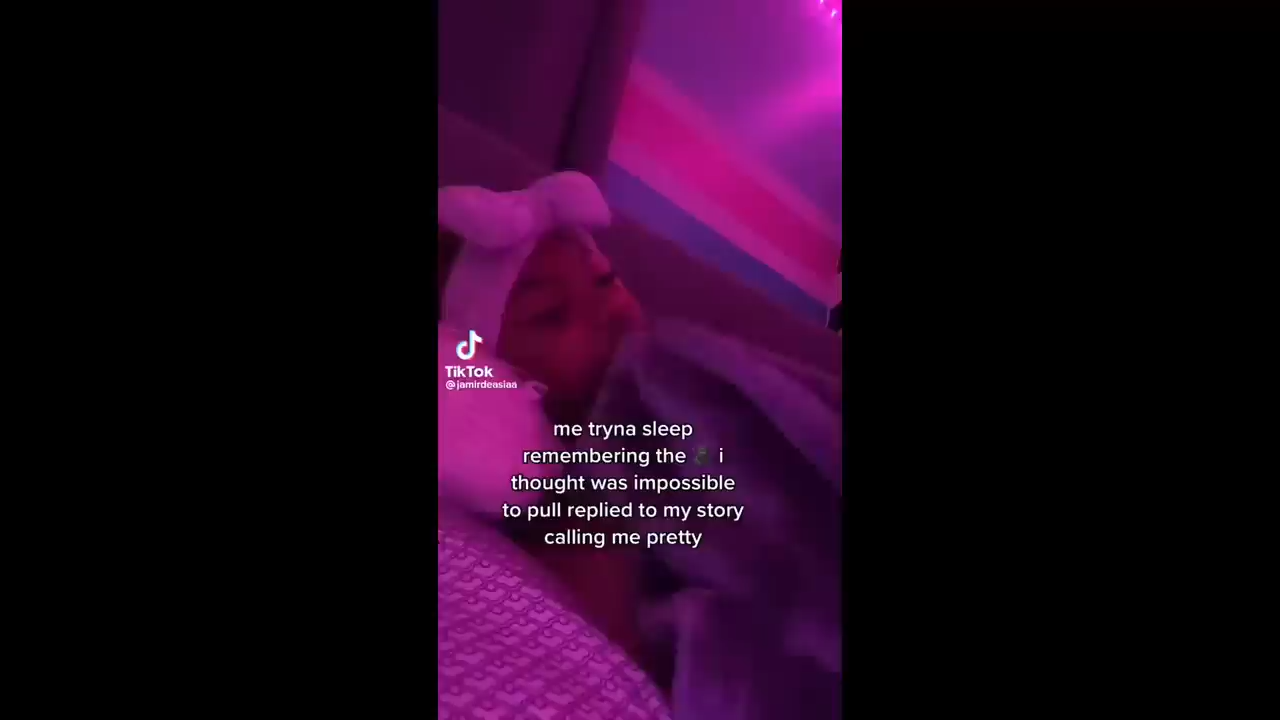 TikTok
@jamirdeasiaa
me tryna sleep
remembering the i
thought was impossible
to pull replied to my story
calling me pretty